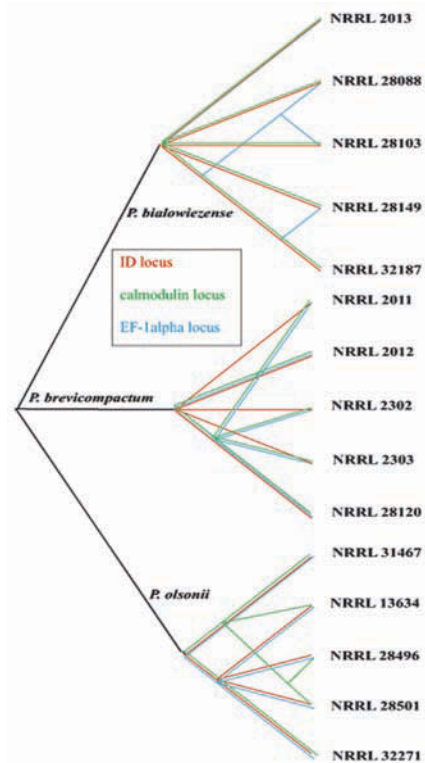 NRRL 2013
NRRL 28088
NRRL 28103
NRRL 28149
P. bialowiezense
NRRL 32187
ID locus
calmodulin locus
EF-1alpha locus
NRRL 2011
NRRL 2012
P. brevicompactum
NRRL 2302
NRRL 2303
NRRL 28120
NRRL 31467
P. olsonii
NRRL 13634
NRRL 28496
NRRL 28501
NRRL 32271